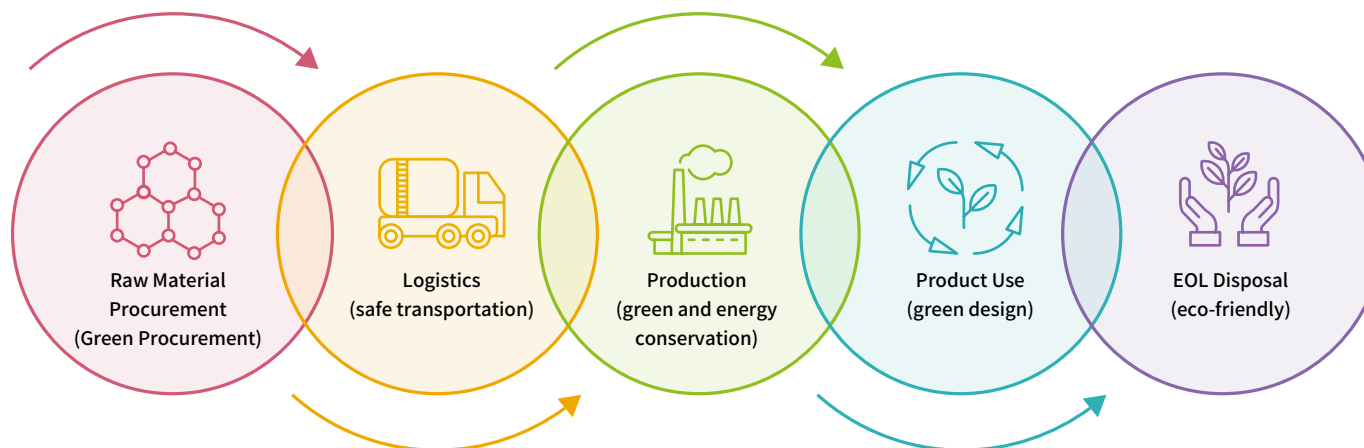 Raw Material
Procurement
(Green Procurement)
Logistics
(safe transportation)
Production
(green and energy
conservation)
Product Use
(green design)
EOL Disposal
(eco-friendly)